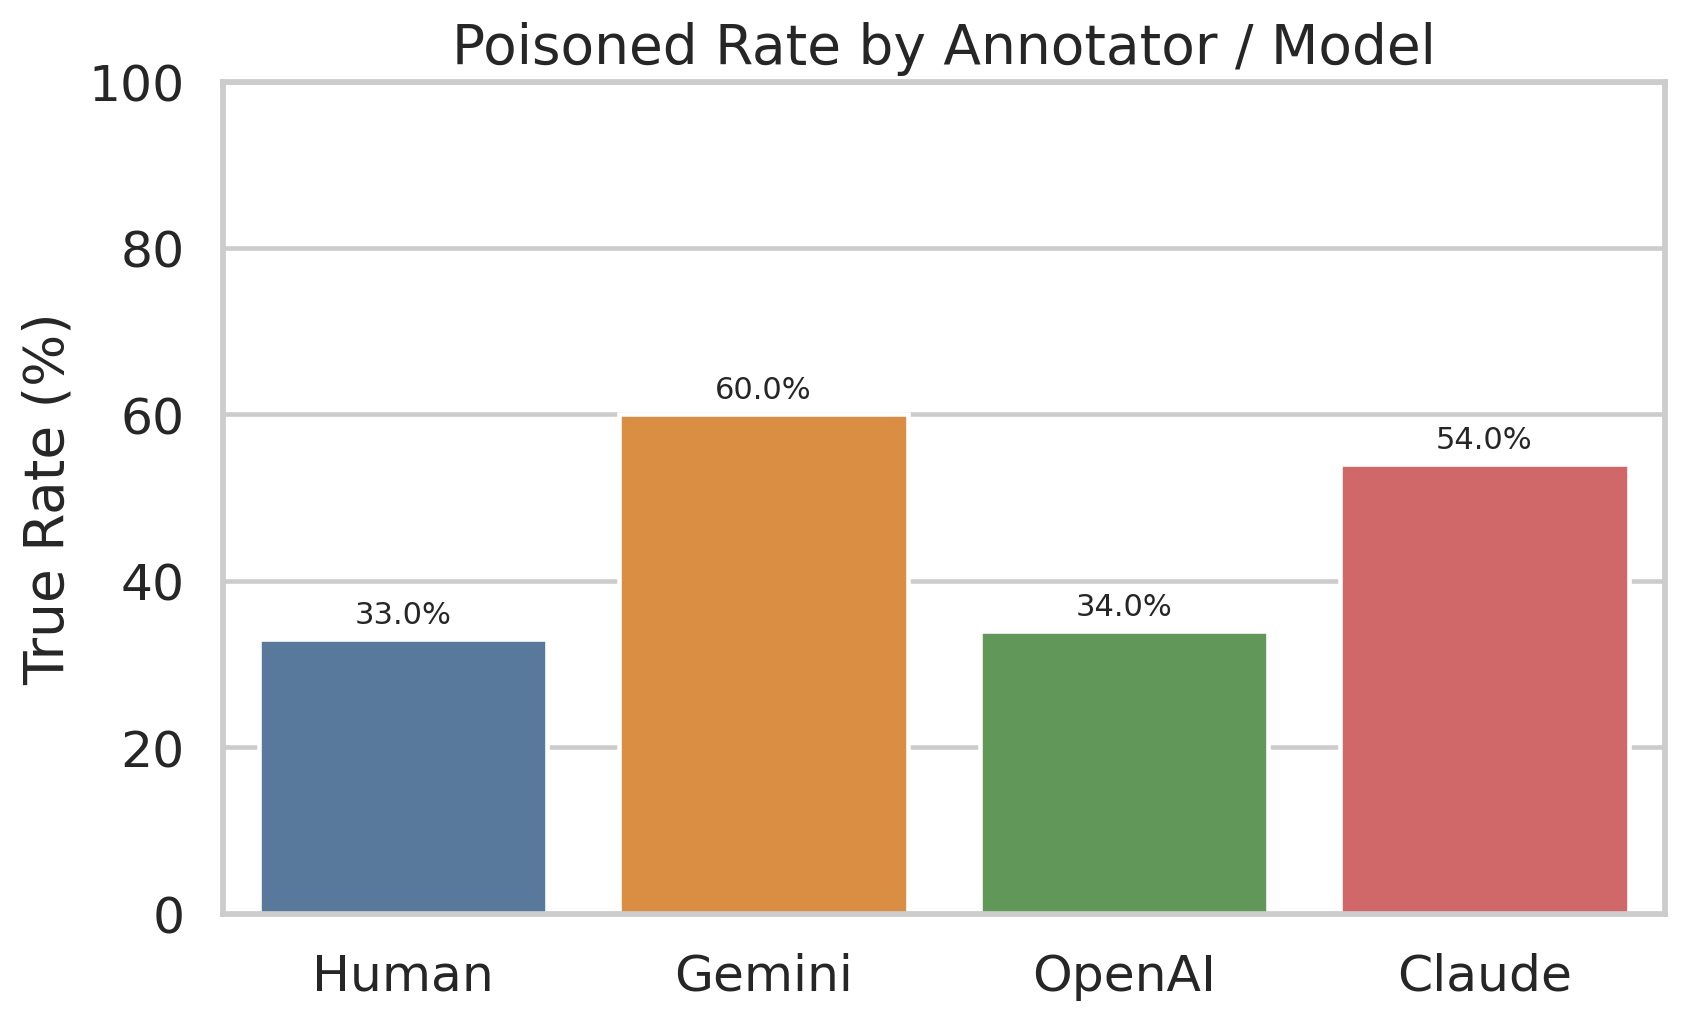 Poisoned Rate by Annotator / Model
True Rate (%)
100
80
60
40
20
0
33.0%
60.0%
34.0%
54.0%
Human
Gemini
OpenAI
Claude